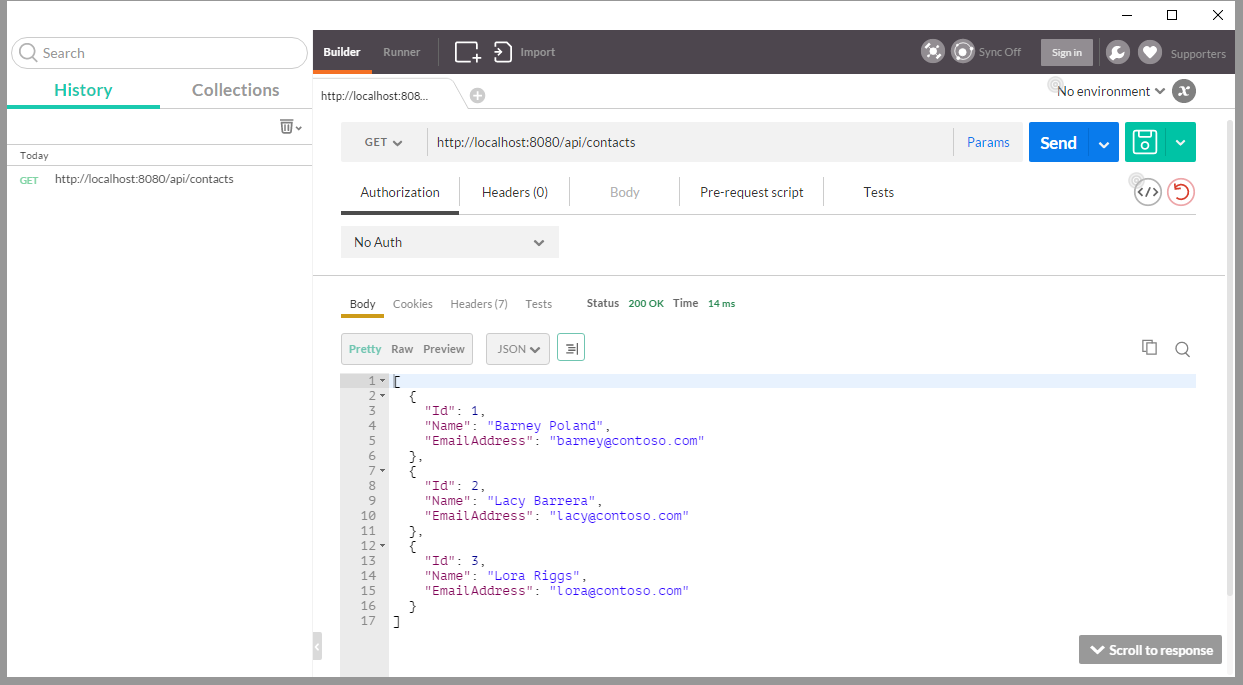 Search
History Collections
Today
GET http://localhost:8080/api/contacts
Builder Runner Import Sync Off Sign in Supporters
http://localhost:808... No environment
GET http://localhost:8080/api/contacts Params Send
Authorization Headers (0) Body Pre-request script Tests
No Auth
Body Cookies Headers (7) Tests Status 200 OK Time 14 ms
Pretty Raw Preview JSON
1 [
2 {
3 "Id": 1,
4 "Name": "Barney Poland",
5 "EmailAddress": "barney@contoso.com"
6 },
7 {
8 "Id": 2,
9 "Name": "Lacy Barrera",
10 "EmailAddress": "lacy@contoso.com"
11 },
12 {
13 "Id": 3,
14 "Name": "Lora Riggs",
15 "EmailAddress": "lora@contoso.com"
16 }
17 ]
Scroll to response